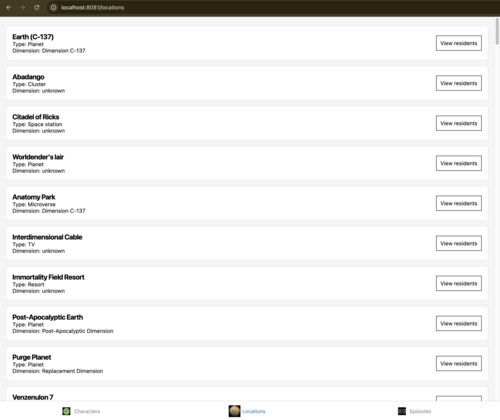 localhost:8081/locations
Earth (C-137)
Type: Planet
Dimension: Dimension C-137
View residents
Abadango
Type: Cluster
Dimension: unknown
View residents
Citadel of Ricks
Type: Space station
Dimension: unknown
View residents
Worldender's lair
Type: Planet
Dimension: unknown
View residents
Anatomy Park
Type: Microverse
Dimension: Dimension C-137
View residents
Interdimensional Cable
Type: TV
Dimension: unknown
View residents
Immortality Field Resort
Type: Resort
Dimension: unknown
View residents
Post-Apocalyptic Earth
Type: Planet
Dimension: Post-Apocalyptic Dimension
View residents
Purge Planet
Type: Planet
Dimension: Replacement Dimension
View residents
Venzenulon 7
View residents
Characters
Locations
Episodes